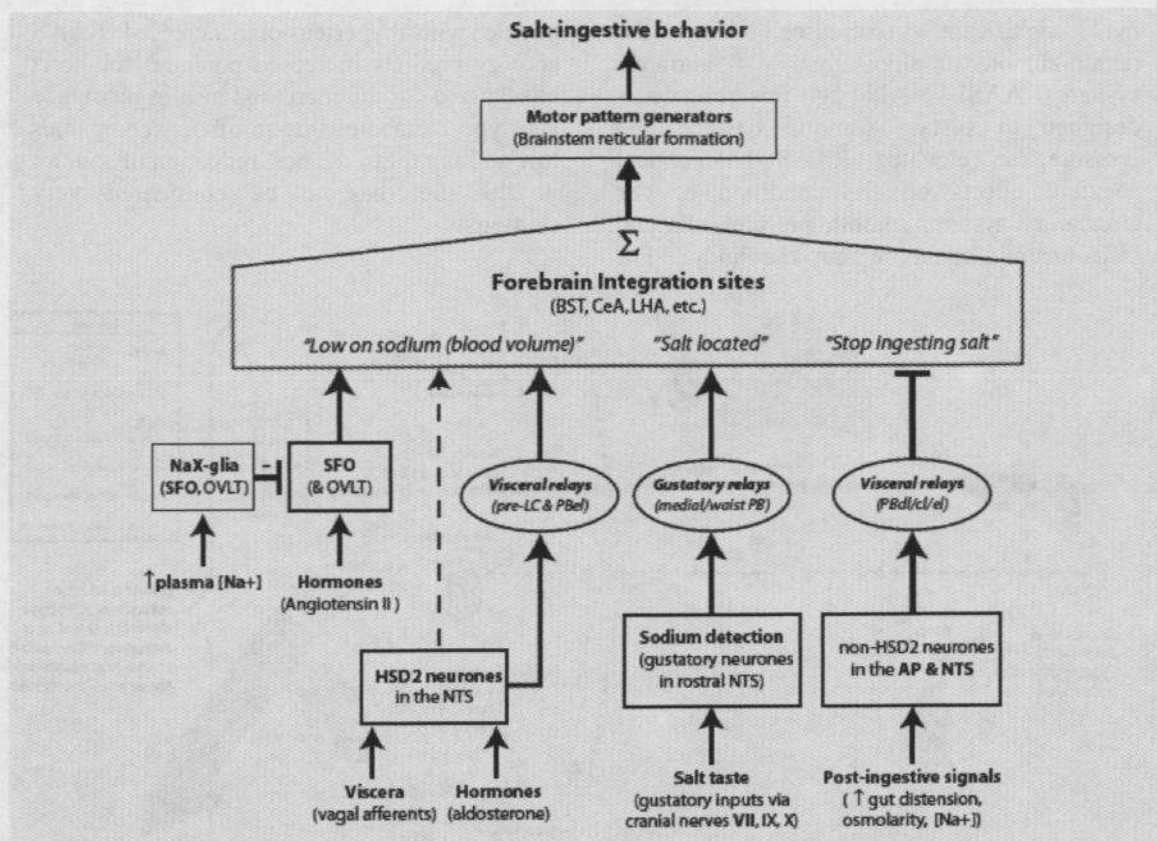 Salt-ingestive behavior
Motor pattern generators
(Brainstem reticular formation)
Σ
Forebrain Integration sites
(BST, CeA, LHA, etc.)
"Low on sodium (blood volume)"
"Salt located"
"Stop ingesting salt"
NaX-glia
(SFO, OVLT)
–
SFO
(& OVLT)
Visceral relays
(pre-LC & PBel)
Gustatory relays
(medial/waist PB)
Visceral relays
(PBdl/cl/el)
↑plasma [Na+]
Hormones
(Angiotensin II )
HSD2 neurones
in the NTS
Sodium detection
(gustatory neurones
in rostral NTS)
non-HSD2 neurones
in the AP & NTS
Viscera
(vagal afferents)
Hormones
(aldosterone)
Salt taste
(gustatory inputs via
cranial nerves VII, IX, X)
Post-ingestive signals
( ↑ gut distension,
osmolarity, [Na+])